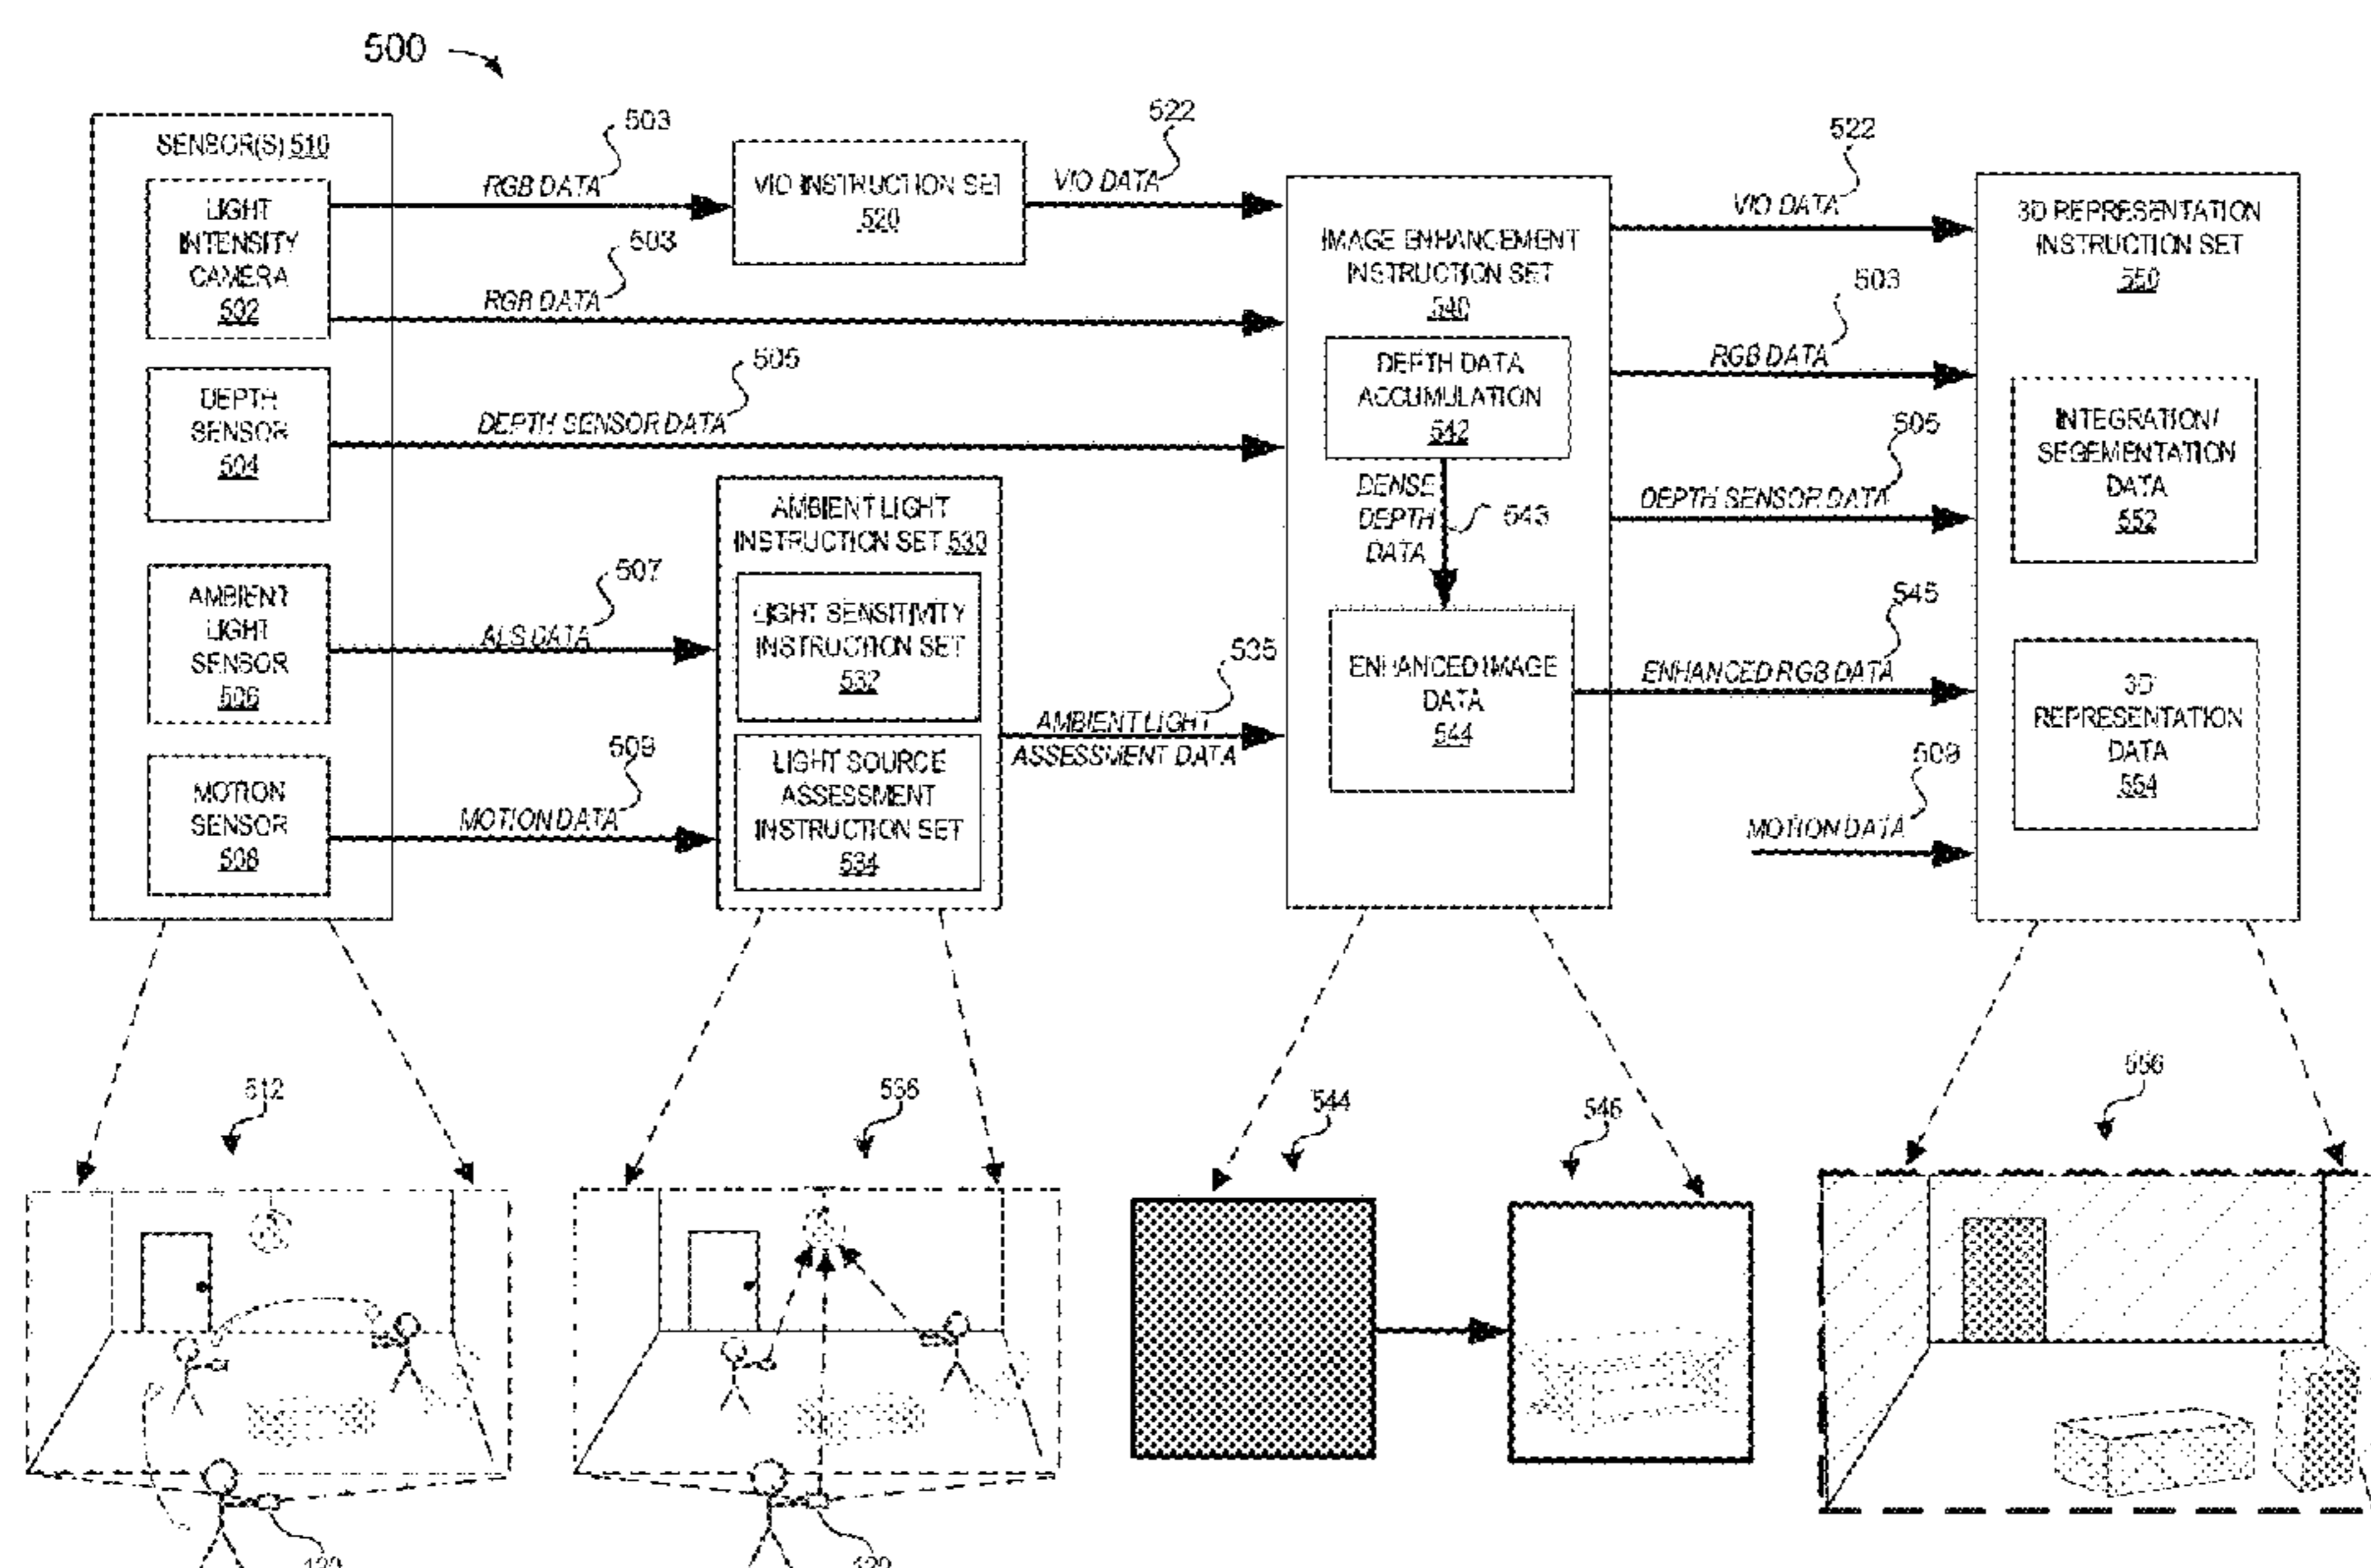 500
SENSOR(S) 510
LIGHT
INTENSITY
CAMERA
502
DEPTH
SENSOR
504
AMBIENT
LIGHT
SENSOR
506
MOTION
SENSOR
508
RGB DATA
503
RGB DATA
503
DEPTH SENSOR DATA
505
ALS DATA
507
MOTION DATA
509
VIO INSTRUCTION SET
520
VIO DATA
522
AMBIENT LIGHT
INSTRUCTION SET 530
LIGHT SENSITIVITY
INSTRUCTION SET
532
LIGHT SOURCE
ASSESSMENT
INSTRUCTION SET
534
535
AMBIENT LIGHT
ASSESSMENT DATA
IMAGE ENHANCEMENT
INSTRUCTION SET
540
DEPTH DATA
ACCUMULATION
542
DENSE
DEPTH
DATA
543
ENHANCED IMAGE
DATA
544
VIO DATA
522
RGB DATA
503
DEPTH SENSOR DATA
505
ENHANCED RGB DATA
545
MOTION DATA
509
3D REPRESENTATION
INSTRUCTION SET
550
INTEGRATION/
SEGEMENTATION
DATA
552
3D
REPRESENTATION
DATA
554
512
544
546
556